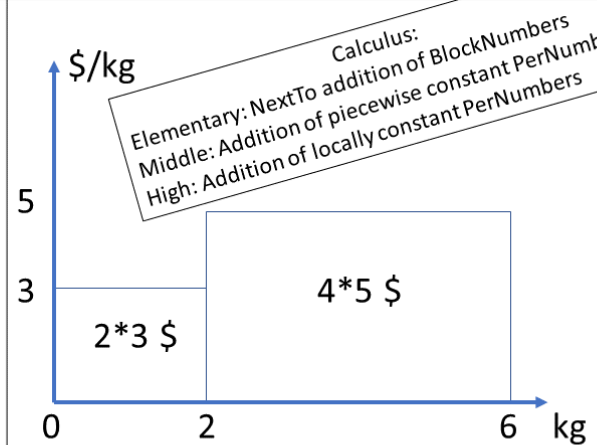 $/kg
Calculus:
Elementary: NextTo addition of BlockNumbers
Middle: Addition of piecewise constant
High: Addition of locally constant PerNumbers
5
3
4*5 $
2*3 $
0 2 6 kg